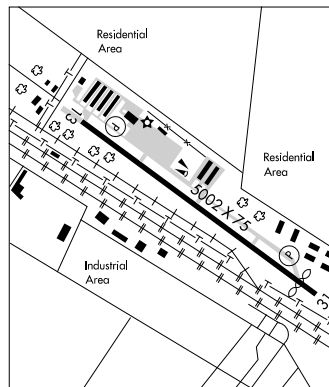 Residential
Area
13
P
Residential
Area
5002 X 75
P
Industrial
Area
31